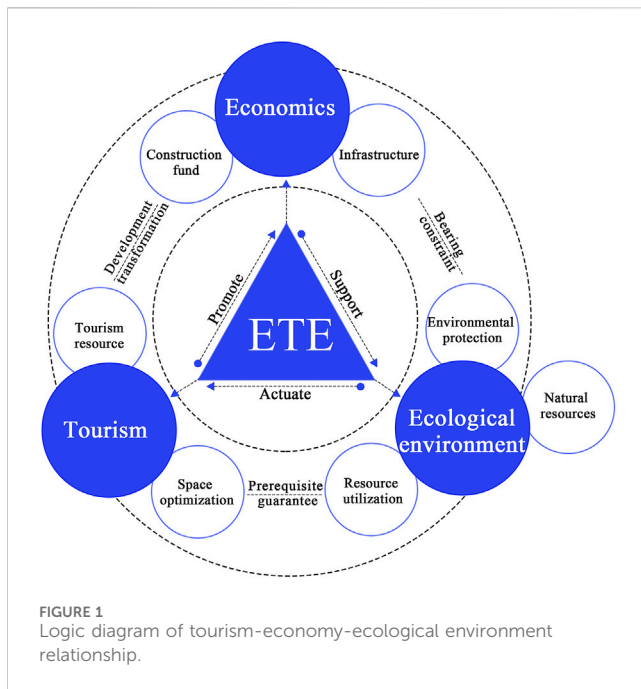 Economics
Construction
fund
Infrastructure
Development
transformation
Bearing
constraint
Promote
Support
ETE
Actuate
Tourism
resource
Environmental
protection
Tourism
Ecological
environment
Natural
resources
Space
optimization
Prerequisite
guarantee
Resource
utilization
FIGURE 1
Logic diagram of tourism-economy-ecological environment
relationship.